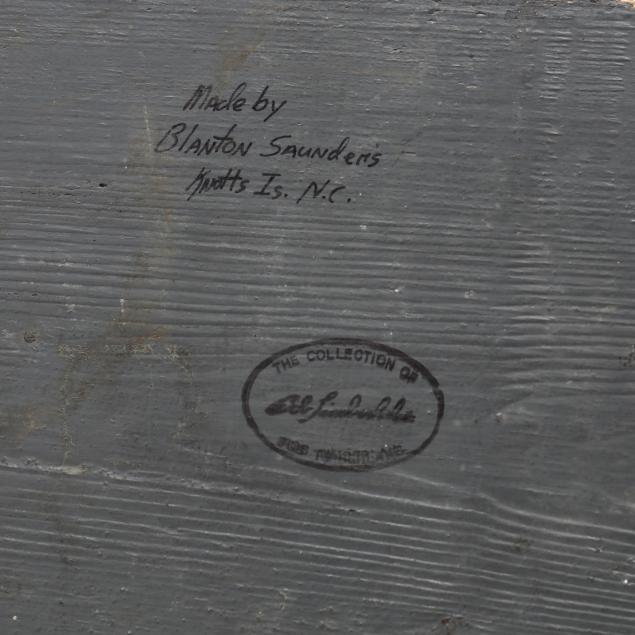 Made by
Blanton Saunders
Knotts Is. N.C.
THE COLLECTION OF